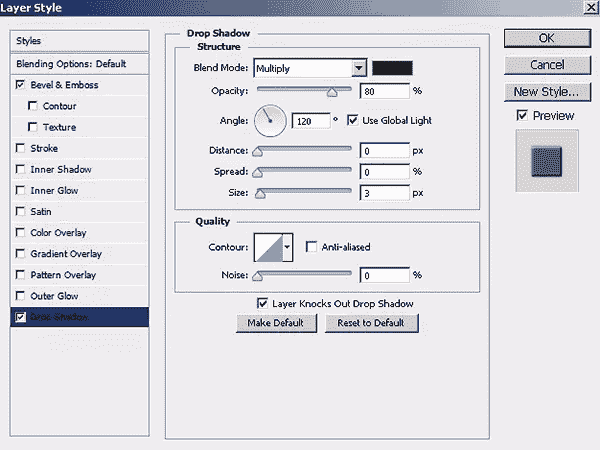 Layer Style
Styles
Blending Options: Default
Bevel & Emboss
Contour
Texture
Stroke
Inner Shadow
Inner Glow
Satin
Color Overlay
Gradient Overlay
Pattern Overlay
Outer Glow
Drop Shadow
Drop Shadow
Structure
Blend Mode: Multiply
Opacity: 80 %
Angle: 120 ° Use Global Light
Distance: 0 px
Spread: 0 %
Size: 3 px
Quality
Contour: Anti-aliased
Noise: 0 %
Layer Knocks Out Drop Shadow
Make Default Reset to Default
OK
Cancel
New Style...
Preview